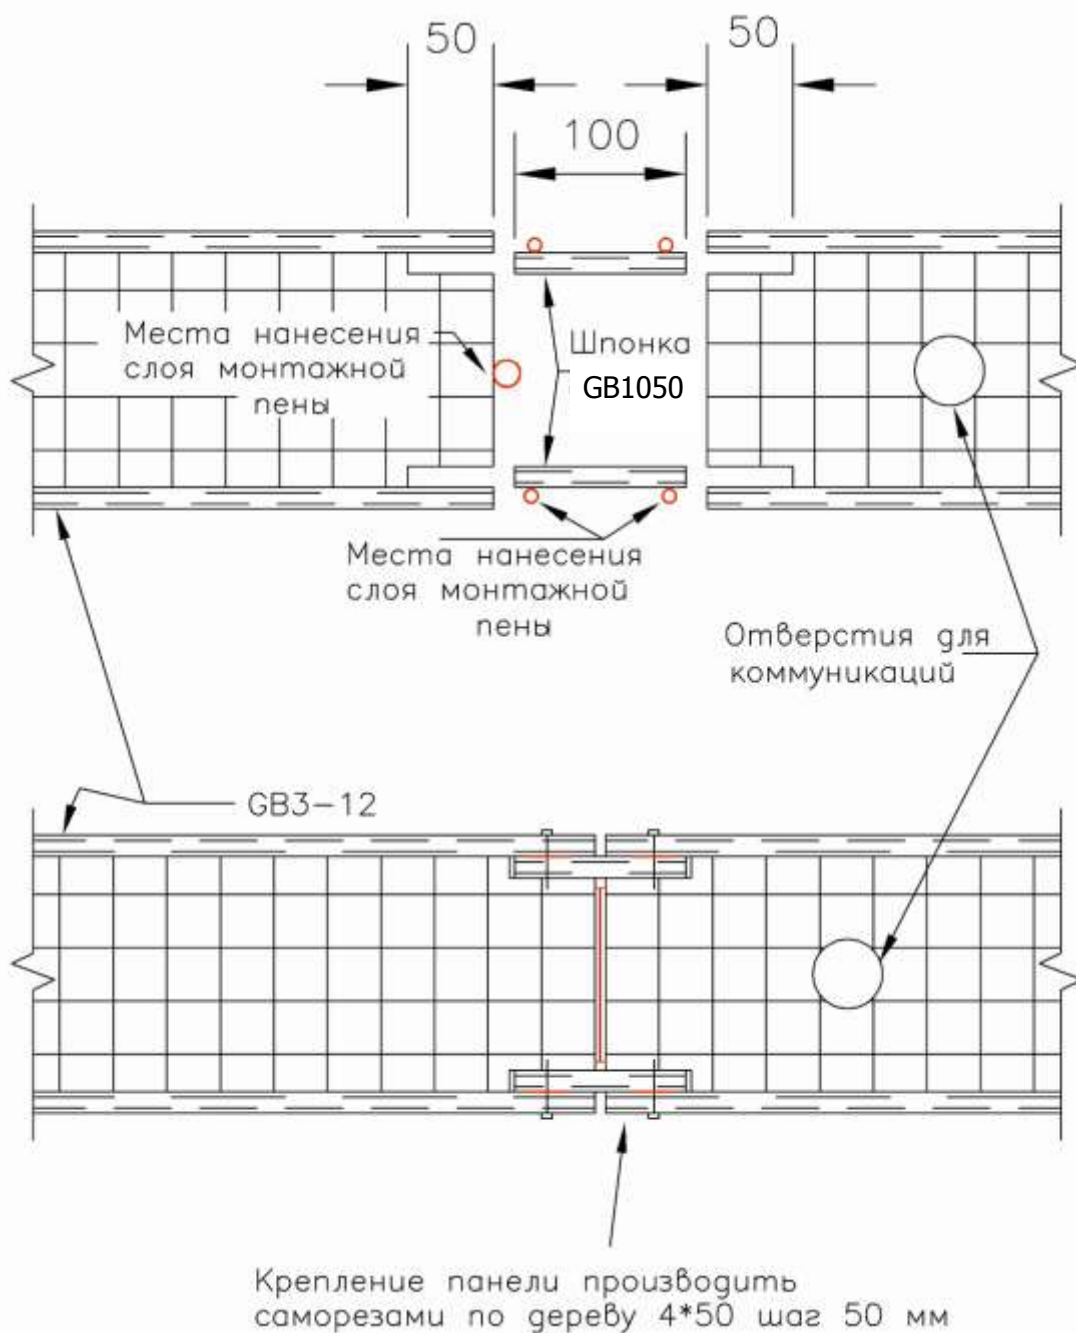 50
50
100
Места нанесения
слоя монтажной
пены
Шпонка
GB1050
Места нанесения
слоя монтажной
пены
Отверстия для
коммуникаций
GB3-12
Крепление панели производить
саморезами по дереву 4*50 шаг 50 мм